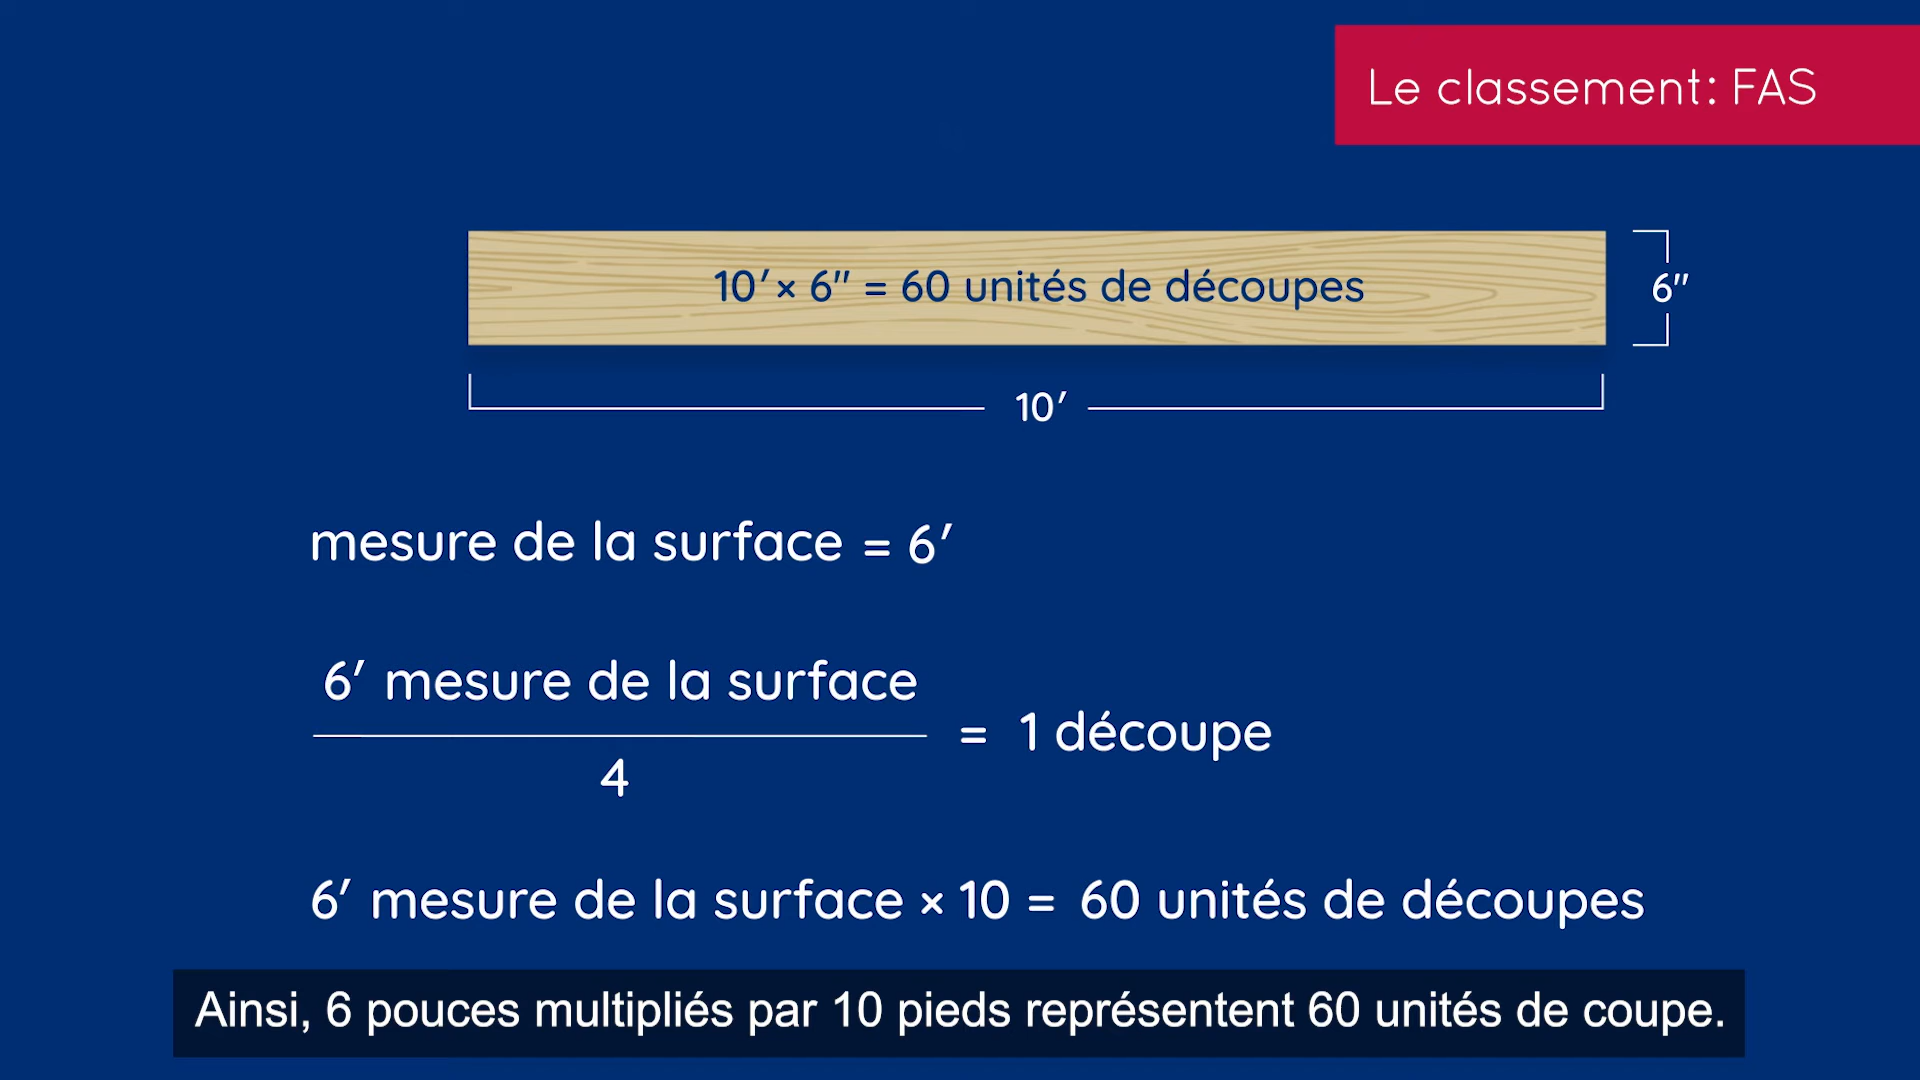 Le classement: FAS
10′ × 6″ = 60 unités de découpes
6″
10′
mesure de la surface = 6′
6′ mesure de la surface
4
= 1 découpe
6′ mesure de la surface × 10 = 60 unités de découpes
Ainsi, 6 pouces multipliés par 10 pieds représentent 60 unités de coupe.